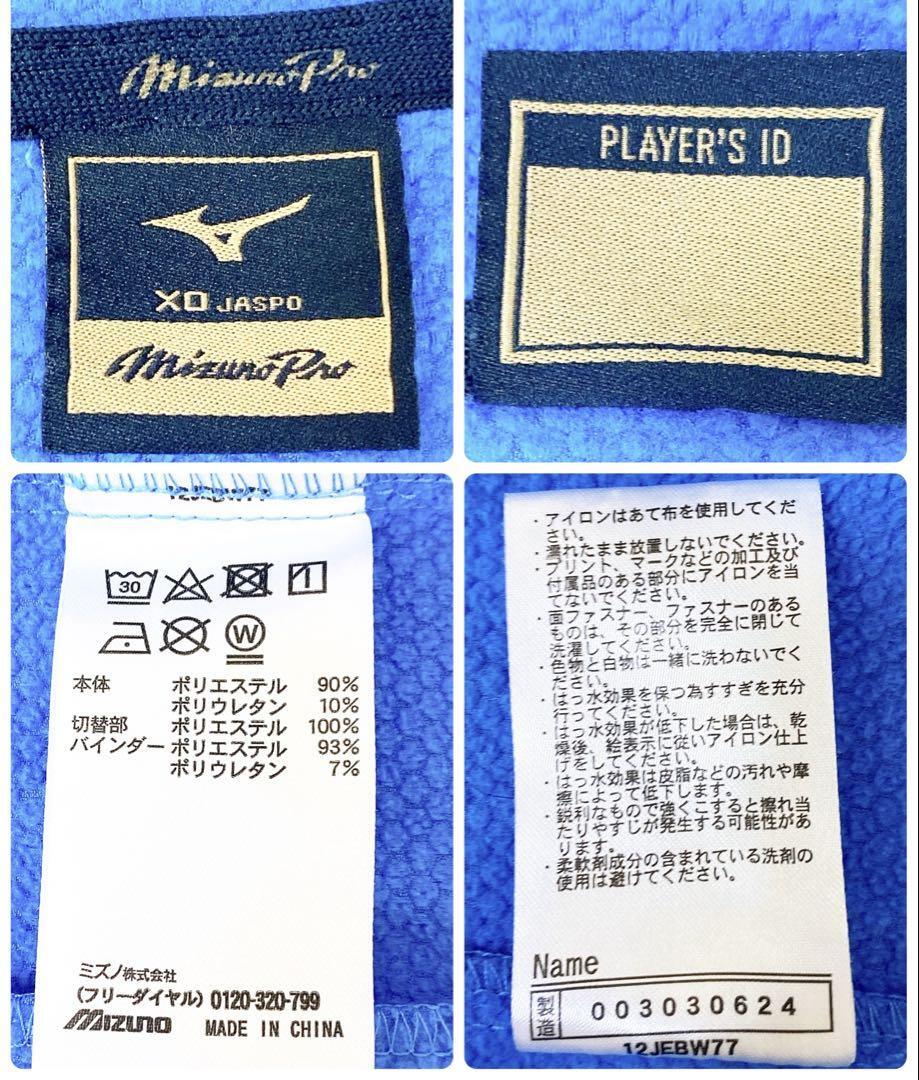 Mizuno Pro
XO JASPO
Mizuno Pro
PLAYER'S ID
12JEBW77
30
W
本体 ポリエステル 90%
ポリウレタン 10%
切替部 ポリエステル 100%
バインダー ポリエステル 93%
ポリウレタン 7%
ミズノ株式会社
(フリーダイヤル) 0120-320-799
MIZUNO MADE IN CHINA
・アイロンはあて布を使用してくだ
さい。
・濡れたまま放置しないでください。
・プリント、マークなどの加工及び
付属品のある部分にアイロンを当
てないでください。
・面ファスナー、ファスナーのある
ものは、その部分を完全に閉じて
洗濯してください。
・色物と白物は一緒に洗わないでく
ださい。
・はっ水効果を保つ為すすぎを充分
行ってください。
・はっ水効果が低下した場合は、乾
燥後、絵表示に従いアイロン仕上
げをしてください。
・はっ水効果は皮脂などの汚れや摩
擦によって低下します。
・鋭利なもので強くこすると擦れ当
たりやすじが発生する可能性があ
ります。
・柔軟剤成分の含まれている洗剤の
使用は避けてください。
Name
製造 003030624
12JEBW77